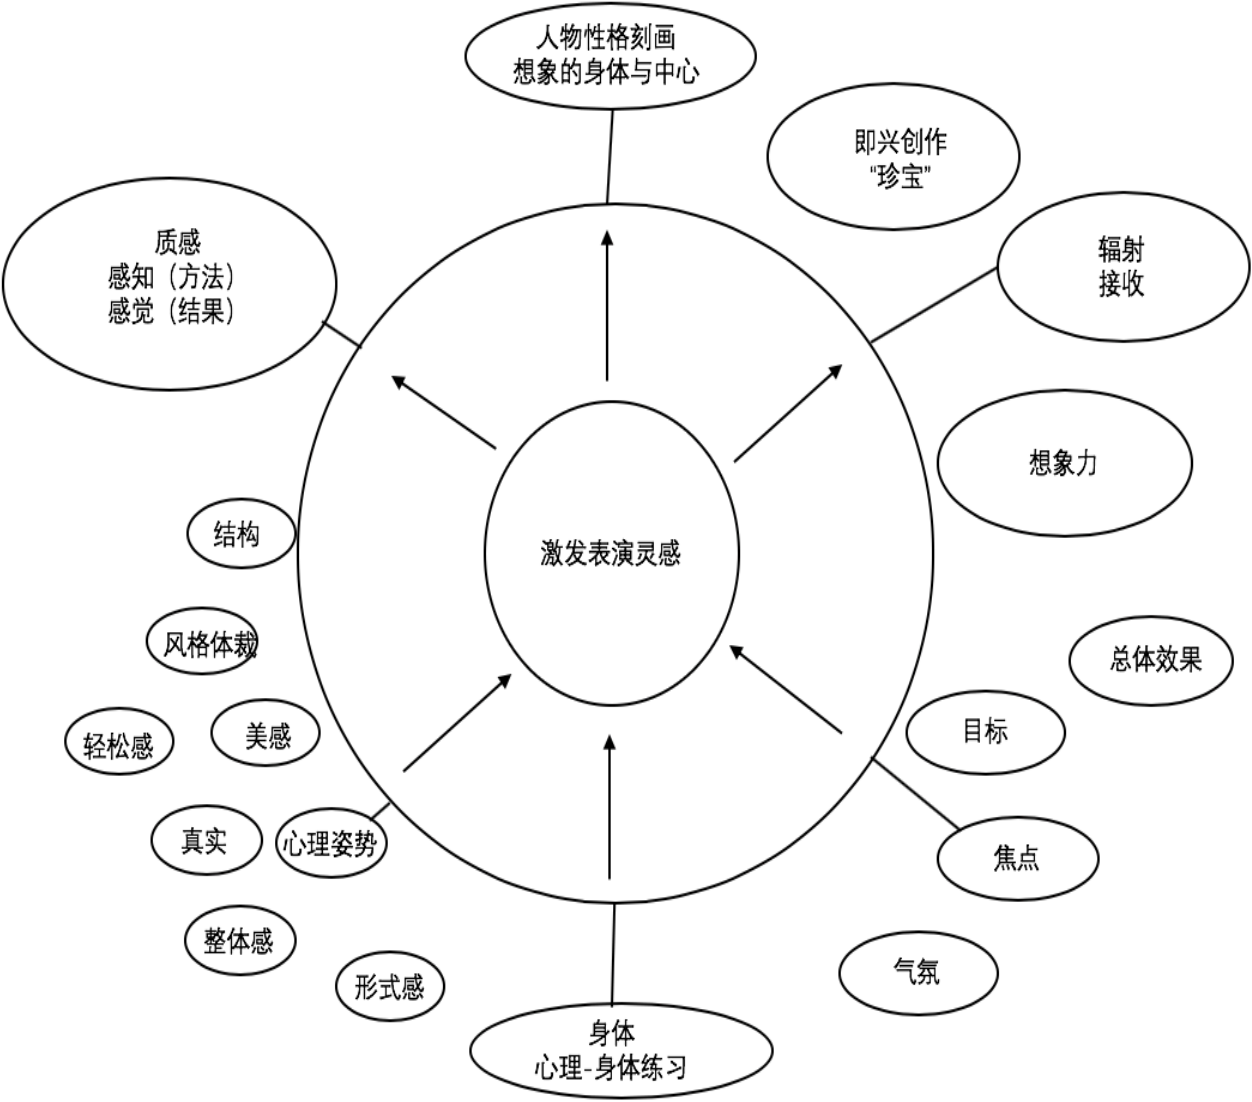 人物性格刻画
想象的身体与中心
即兴创作
“珍宝”
质感
感知（方法）
感觉（结果）
辐射
接收
想象力
结构
激发表演灵感
风格体裁
总体效果
轻松感
美感
目标
真实
心理姿势
焦点
整体感
形式感
气氛
身体
心理-身体练习